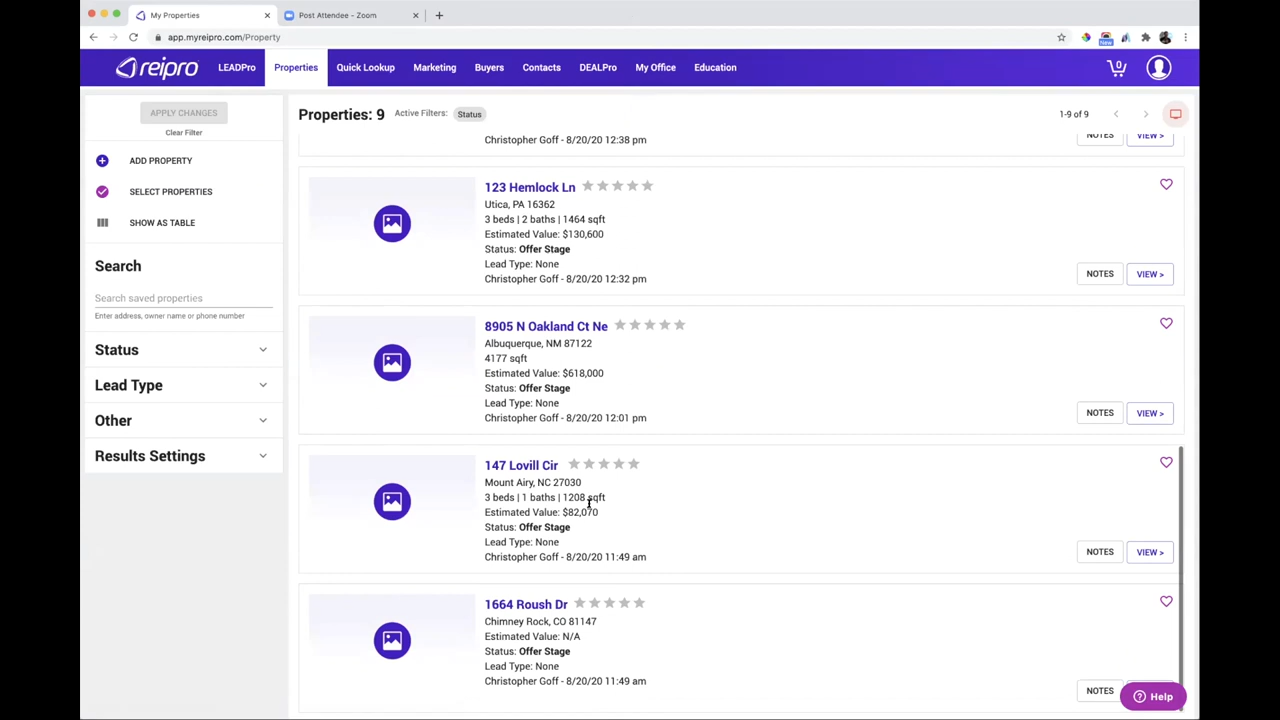 My Properties
Post Attendee - Zoom
app.myreipro.com/Property
New
reipro
LEADPro
Properties
Quick Lookup
Marketing
Buyers
Contacts
DEALPro
My Office
Education
0
APPLY CHANGES
Clear Filter
ADD PROPERTY
SELECT PROPERTIES
SHOW AS TABLE
Search
Search saved properties
Enter address, owner name or phone number
Status
Lead Type
Other
Results Settings
Properties: 9
Active Filters:
Status
1-9 of 9
Christopher Goff - 8/20/20 12:38 pm
NOTES
VIEW >
123 Hemlock Ln
Utica, PA 16362
3 beds | 2 baths | 1464 sqft
Estimated Value: $130,600
Status: Offer Stage
Lead Type: None
Christopher Goff - 8/20/20 12:32 pm
NOTES
VIEW >
8905 N Oakland Ct Ne
Albuquerque, NM 87122
4177 sqft
Estimated Value: $618,000
Status: Offer Stage
Lead Type: None
Christopher Goff - 8/20/20 12:01 pm
NOTES
VIEW >
147 Lovill Cir
Mount Airy, NC 27030
3 beds | 1 baths | 1208 sqft
Estimated Value: $82,070
Status: Offer Stage
Lead Type: None
Christopher Goff - 8/20/20 11:49 am
NOTES
VIEW >
1664 Roush Dr
Chimney Rock, CO 81147
Estimated Value: N/A
Status: Offer Stage
Lead Type: None
Christopher Goff - 8/20/20 11:49 am
NOTES
Help